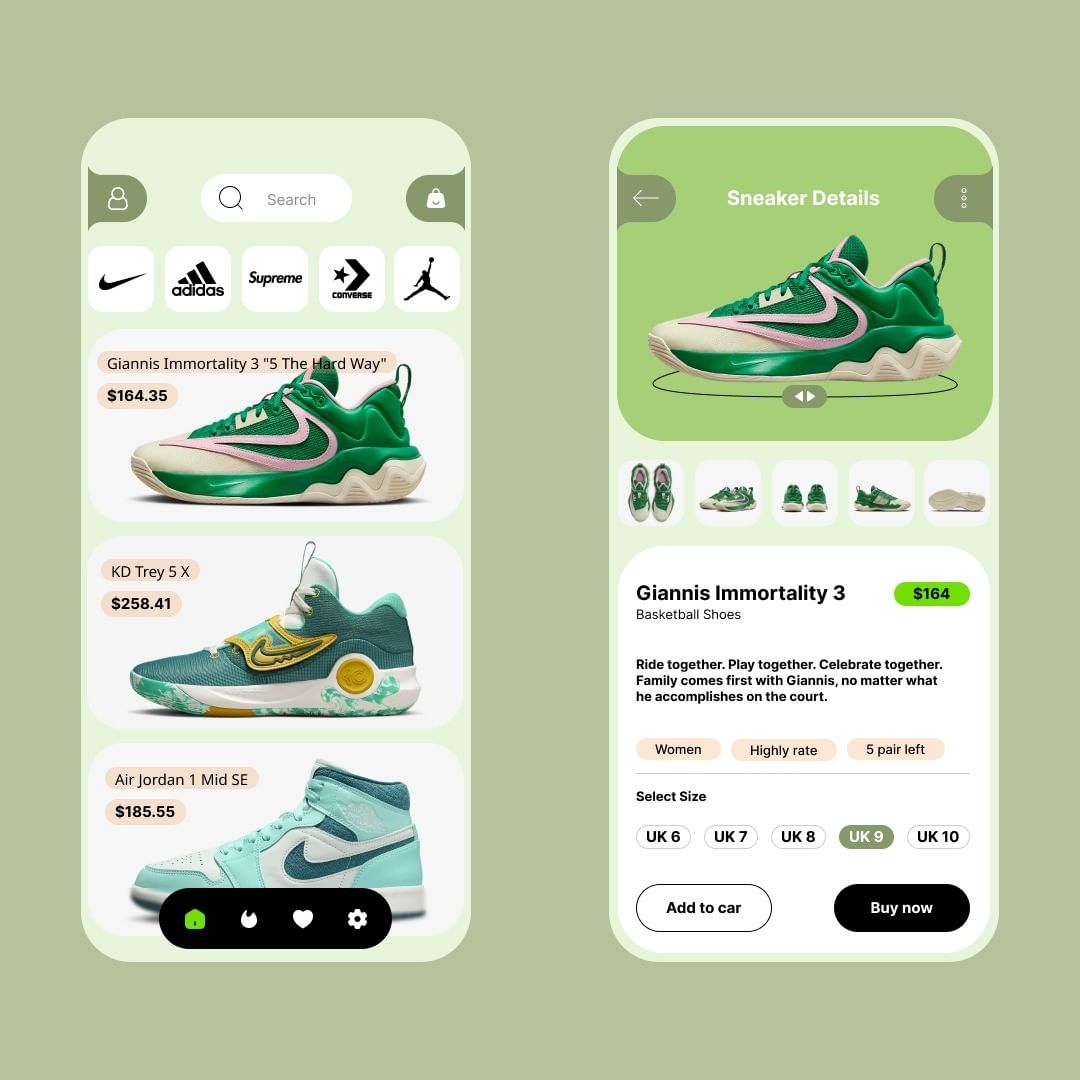 Search
adidas
Supreme
CONVERSE
Giannis Immortality 3 "5 The Hard Way"
$164.35
KD Trey 5 X
$258.41
Air Jordan 1 Mid SE
$185.55
Sneaker Details
Giannis Immortality 3
$164
Basketball Shoes
Ride together. Play together. Celebrate together.
Family comes first with Giannis, no matter what
he accomplishes on the court.
Women
Highly rate
5 pair left
Select Size
UK 6
UK 7
UK 8
UK 9
UK 10
Add to car
Buy now